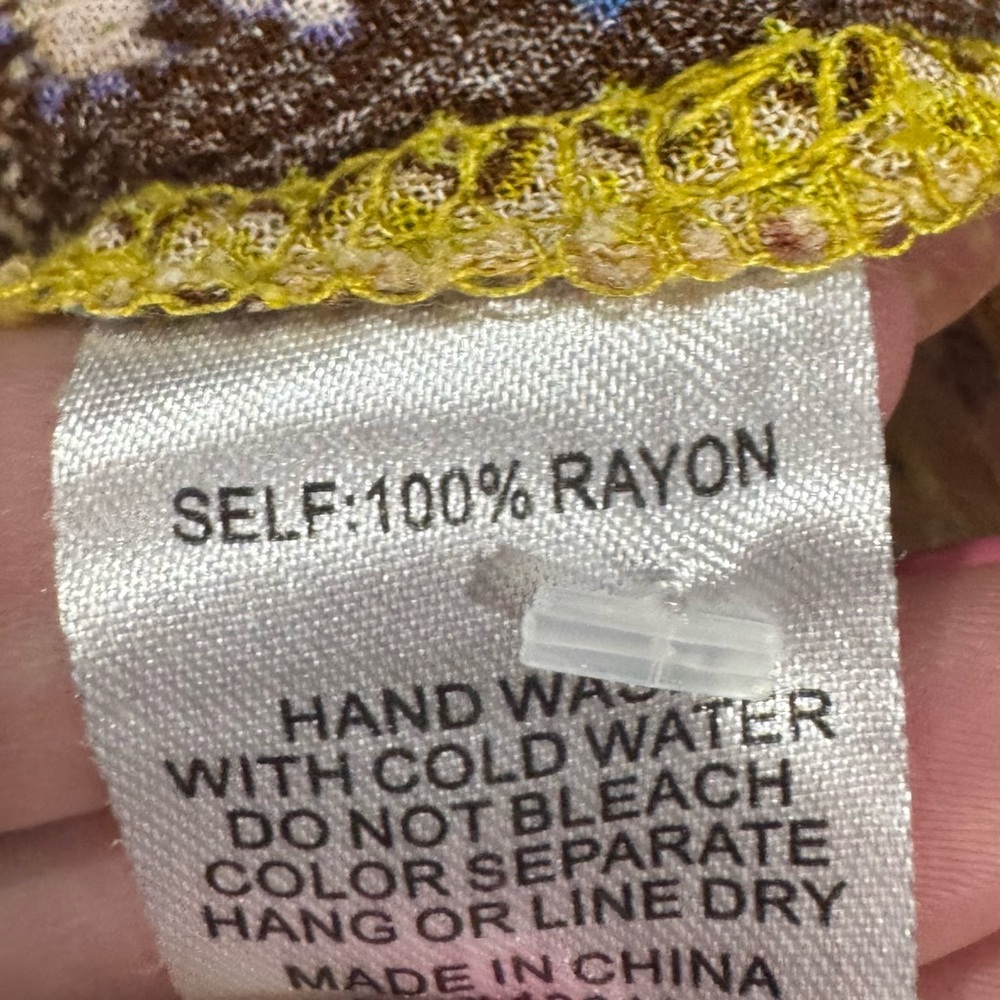 SELF:100% RAYON
HAND WAS
WITH COLD WATER
DO NOT BLEACH
COLOR SEPARATE
HANG OR LINE DRY
MADE IN CHINA